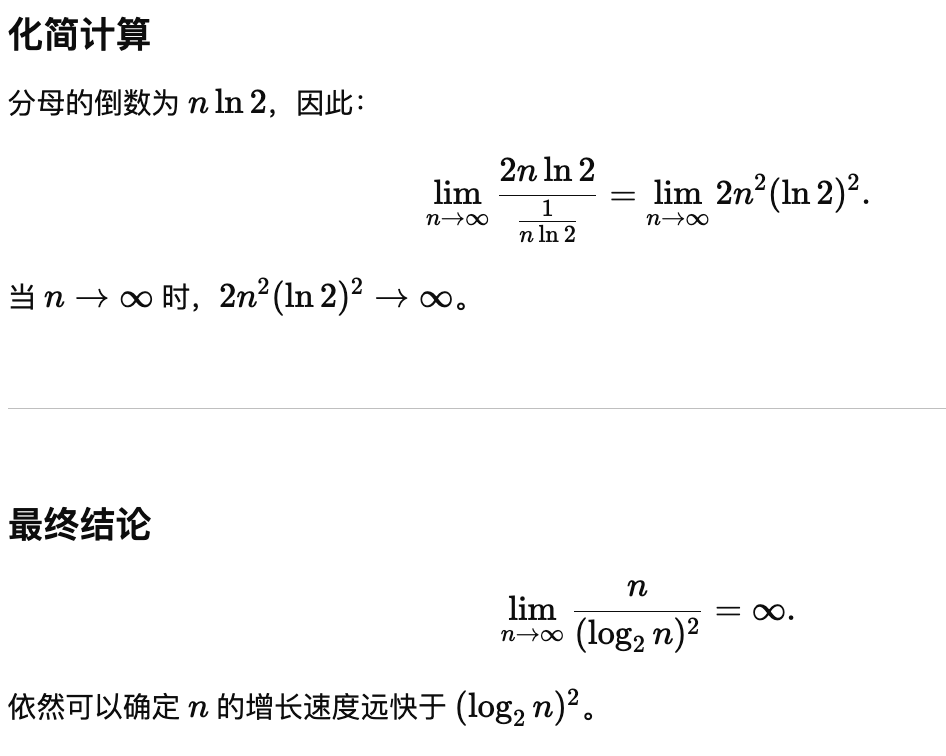 化简计算
分母的倒数为 $n \ln 2$，因此：
$$\lim_{n \to \infty} \frac{2n \ln 2}{\frac{1}{n \ln 2}} = \lim_{n \to \infty} 2n^2 (\ln 2)^2.$$
当 $n \to \infty$ 时，$2n^2 (\ln 2)^2 \to \infty$。
最终结论
$$\lim_{n \to \infty} \frac{n}{(\log_2 n)^2} = \infty.$$
依然可以确定 $n$ 的增长速度远快于 $(\log_2 n)^2$。